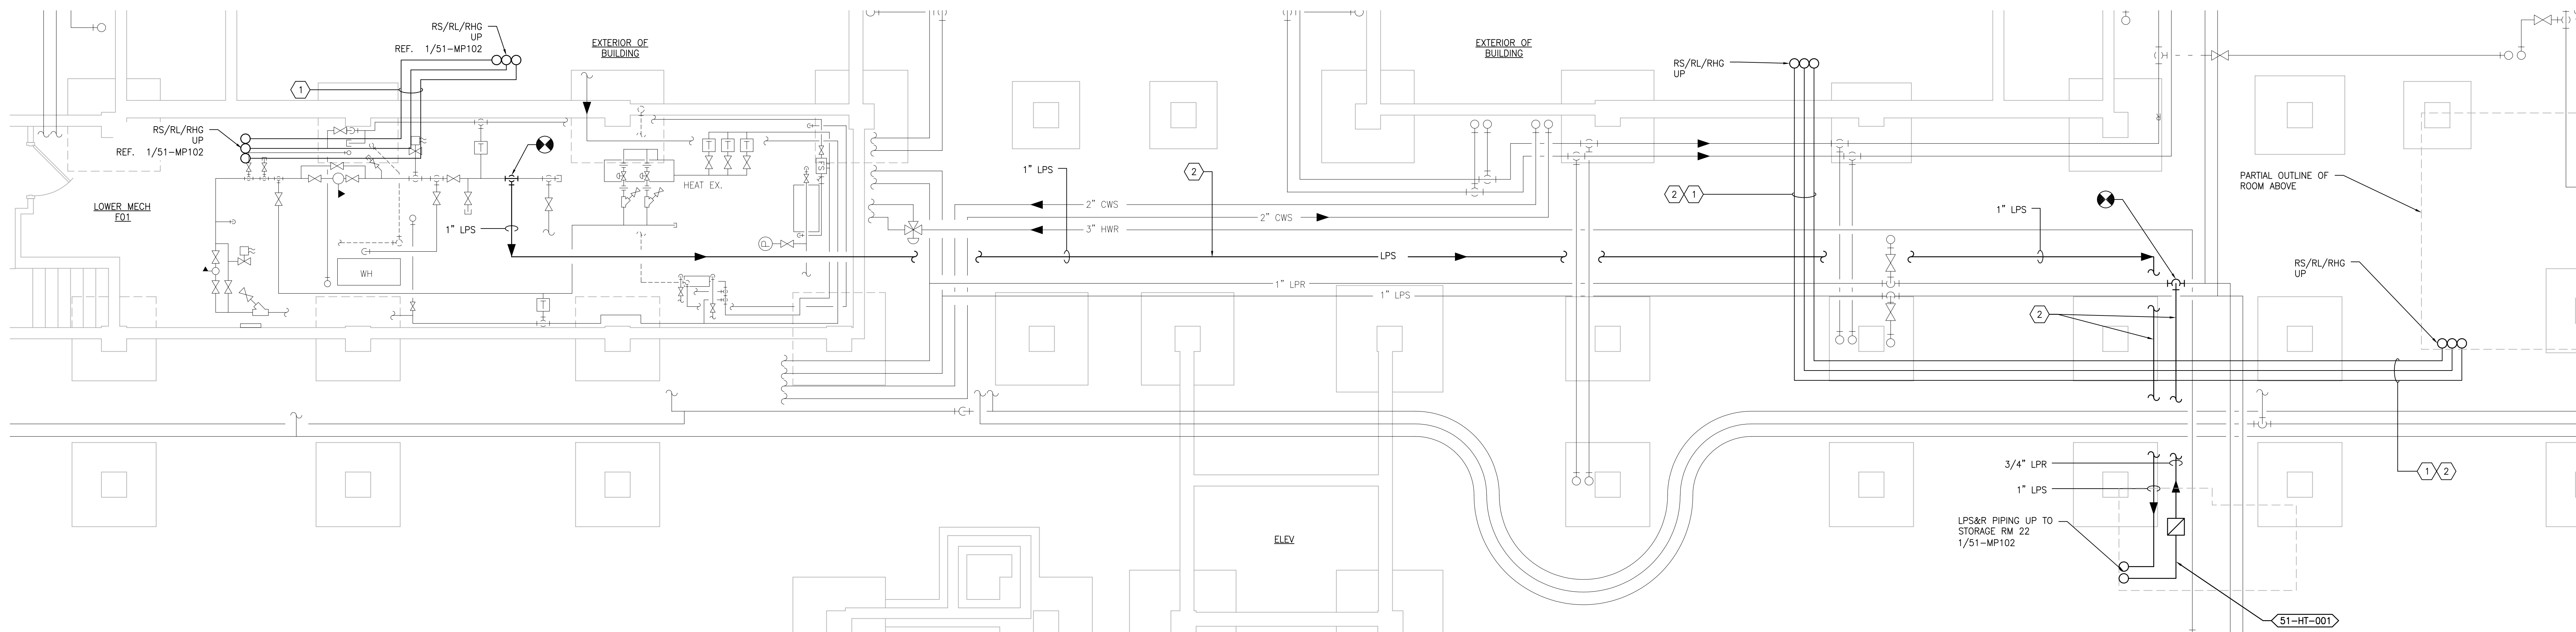 RS/RL/RHG
UP
REF. 1/51-MP102
EXTERIOR OF
BUILDING
1
RS/RL/RHG
UP
REF. 1/51-MP102
LOWER MECH
F01
1" LPS
WH
T
T
T
T
T
HEAT EX.
P
ES
1" LPS
2
2" CWS
2" CWS
3" HWR
LPS
1" LPR
1" LPS
EXTERIOR OF
BUILDING
RS/RL/RHG
UP
2 1
1" LPS
PARTIAL OUTLINE OF
ROOM ABOVE
RS/RL/RHG
UP
2
1 2
3/4" LPR
1" LPS
LPS&R PIPING UP TO
STORAGE RM 22
1/51-MP102
ELEV
51-HT-001